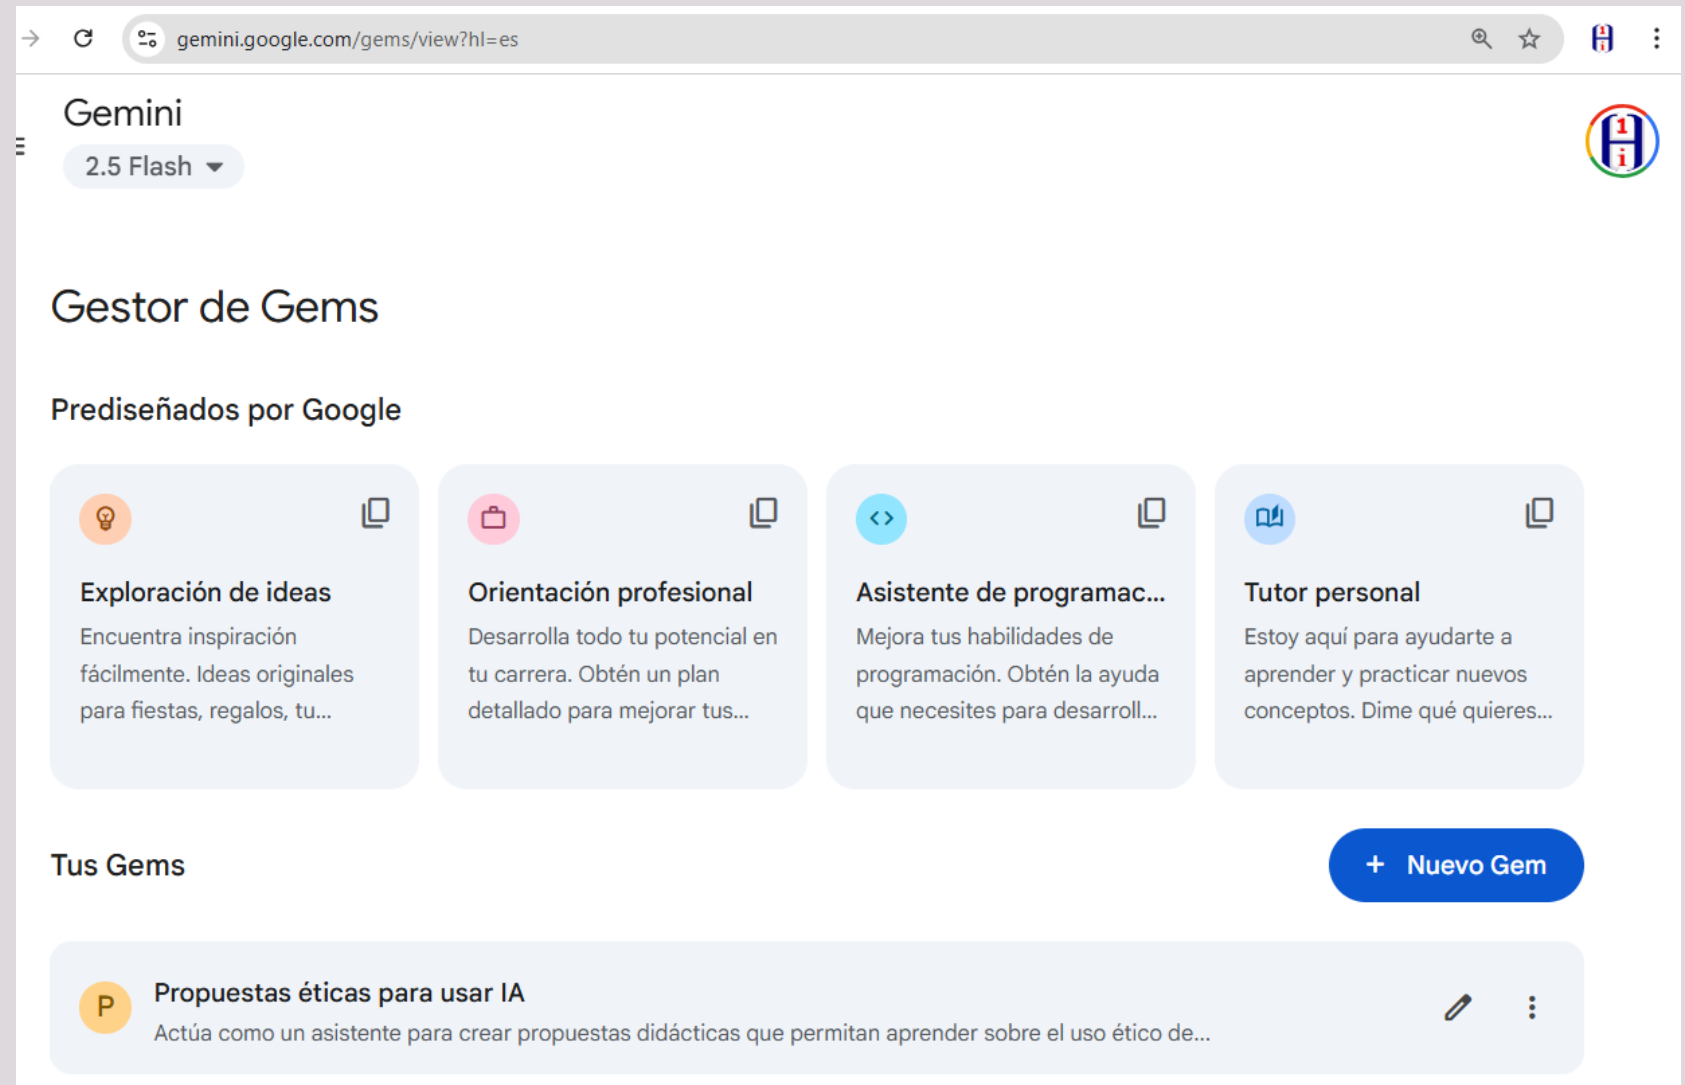 gemini.google.com/gems/view?hl=es
Gemini
2.5 Flash
Gestor de Gems
Prediseñados por Google
Exploración de ideas
Encuentra inspiración
fácilmente. Ideas originales
para fiestas, regalos, tu...
Orientación profesional
Desarrolla todo tu potencial en
tu carrera. Obtén un plan
detallado para mejorar tus...
Asistente de programac...
Mejora tus habilidades de
programación. Obtén la ayuda
que necesites para desarroll...
Tutor personal
Estoy aquí para ayudarte a
aprender y practicar nuevos
conceptos. Dime qué quieres...
Tus Gems
+ Nuevo Gem
P
Propuestas éticas para usar IA
Actúa como un asistente para crear propuestas didácticas que permitan aprender sobre el uso ético de...